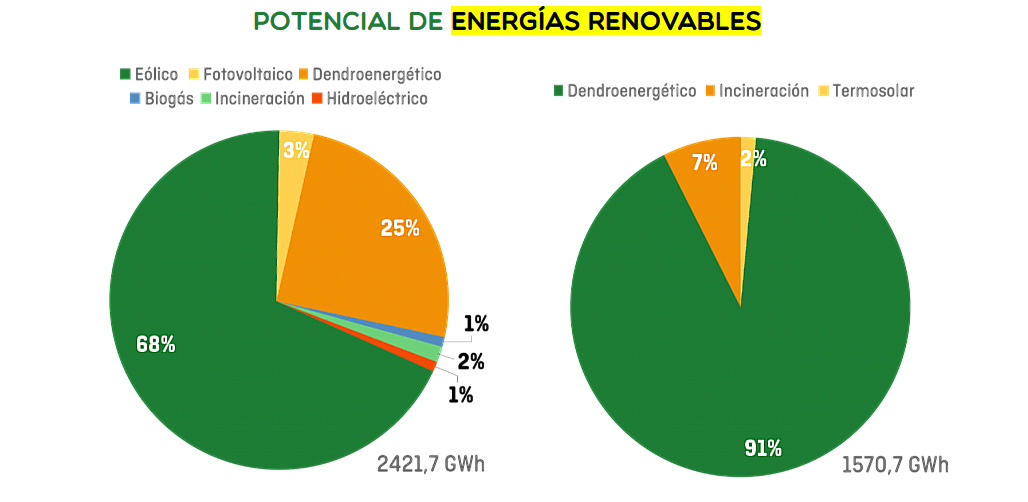 POTENCIAL DE ENERGÍAS RENOVABLES
Eólico Fotovoltaico Dendroenergético
Biogás Incineración Hidroeléctrico
3%
25%
68%
1%
2%
1%
2421,7 GWh
Dendroenergético Incineración Termosolar
7%
2%
91%
1570,7 GWh